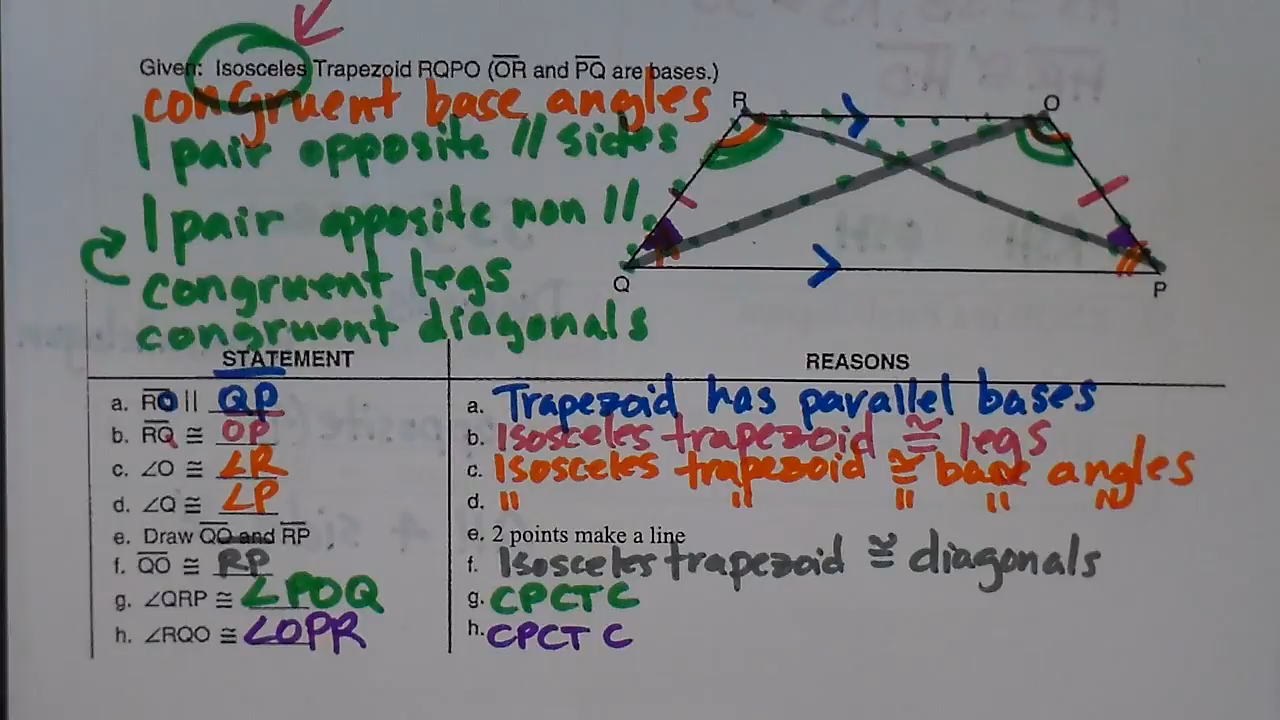 Given: Isosceles Trapezoid RQPO (OR and PQ are bases.)
congruent base angles
1 pair opposite // sides
1 pair opposite non //.
congruent legs
congruent diagonals
R
O
Q
P
STATEMENT
REASONS
a. RO || QP
a. Trapezoid has parallel bases
b. RQ ≅ OP
b. Isosceles trapezoid ≅ legs
c. ∠O ≅ ∠R
c. Isosceles trapezoid ≅ base angles
d. ∠Q ≅ ∠P
d. " " " " "
e. Draw QO and RP
e. 2 points make a line
f. QO ≅ RP
f. Isosceles trapezoid ≅ diagonals
g. ∠QRP ≅ ∠POQ
g. CPCTC
h. ∠RQO ≅ ∠OPR
h. CPCTC